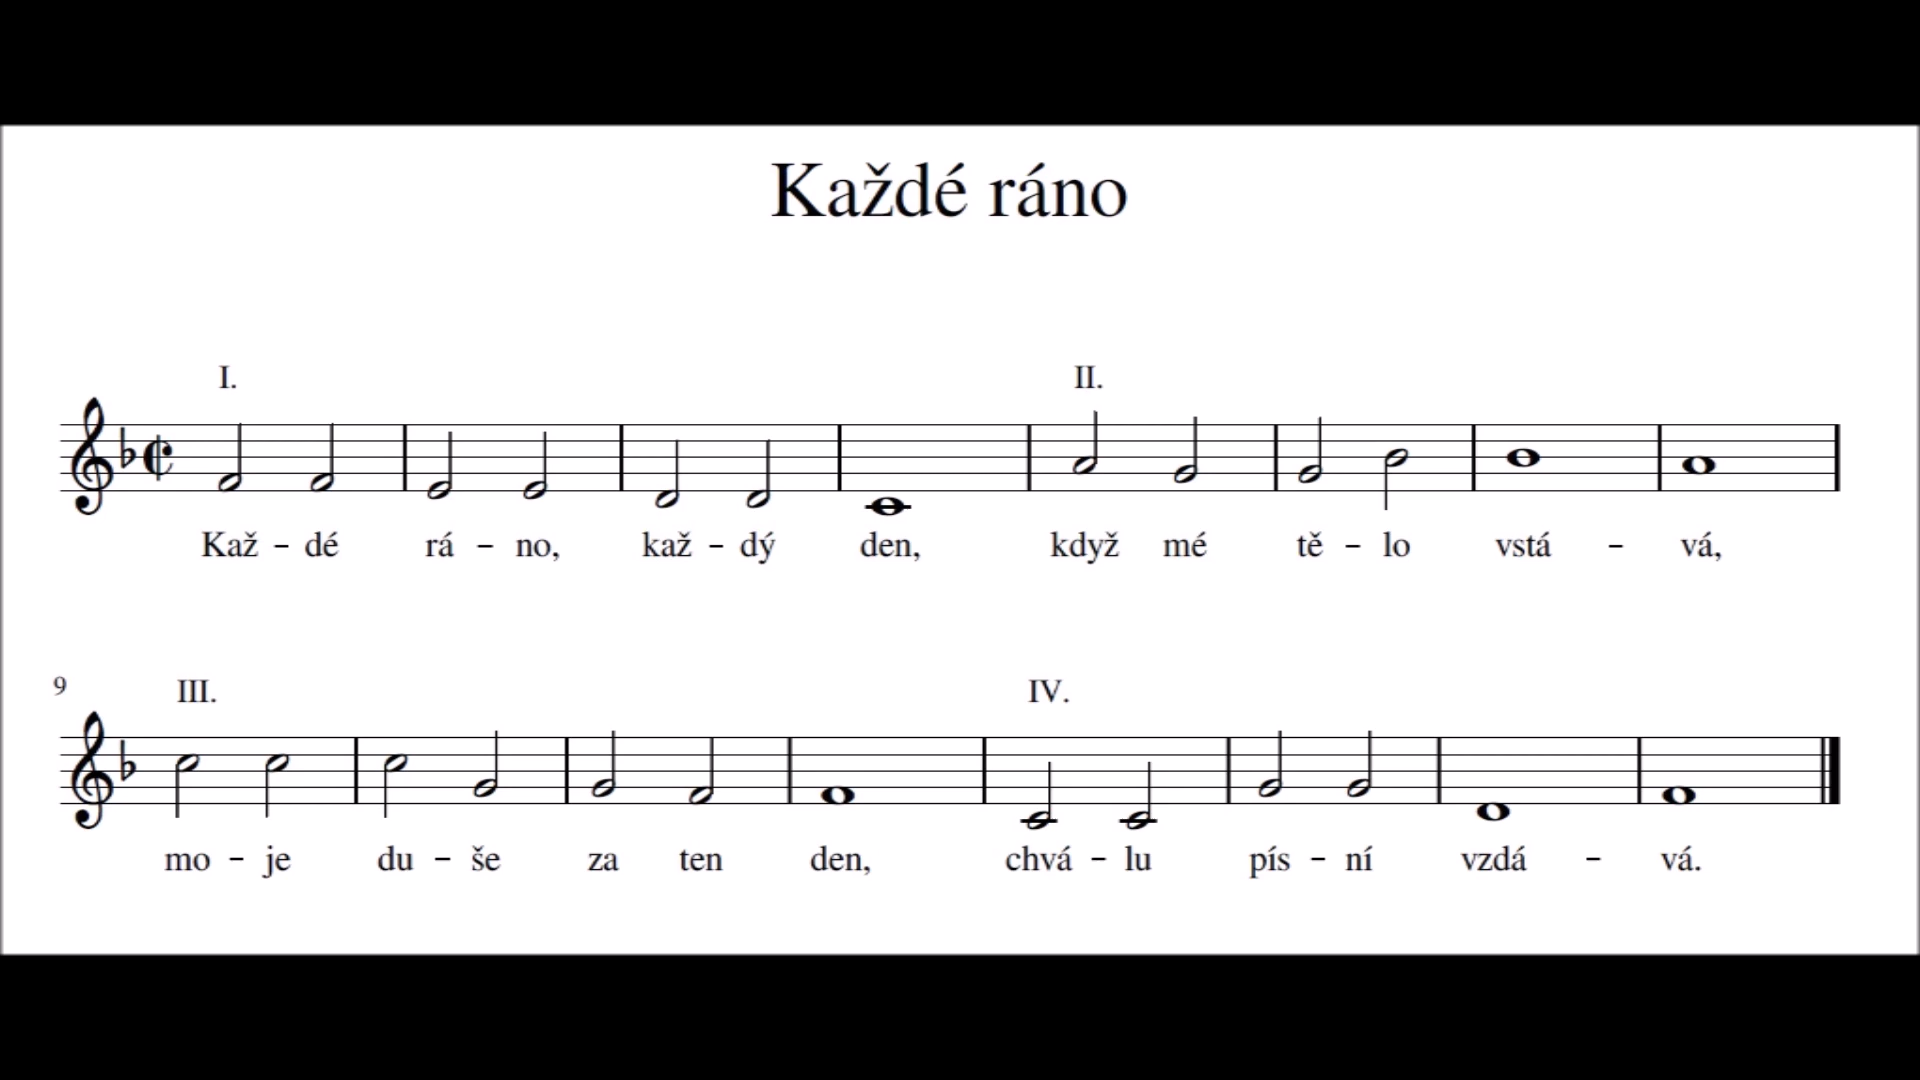 Každé ráno
I. II.
Kaž - dé rá - no, kaž - dý den, když mé tě - lo vstá - vá,
9 III. IV.
mo - je du - še za ten den, chvá - lu pís - ní vzdá - vá.